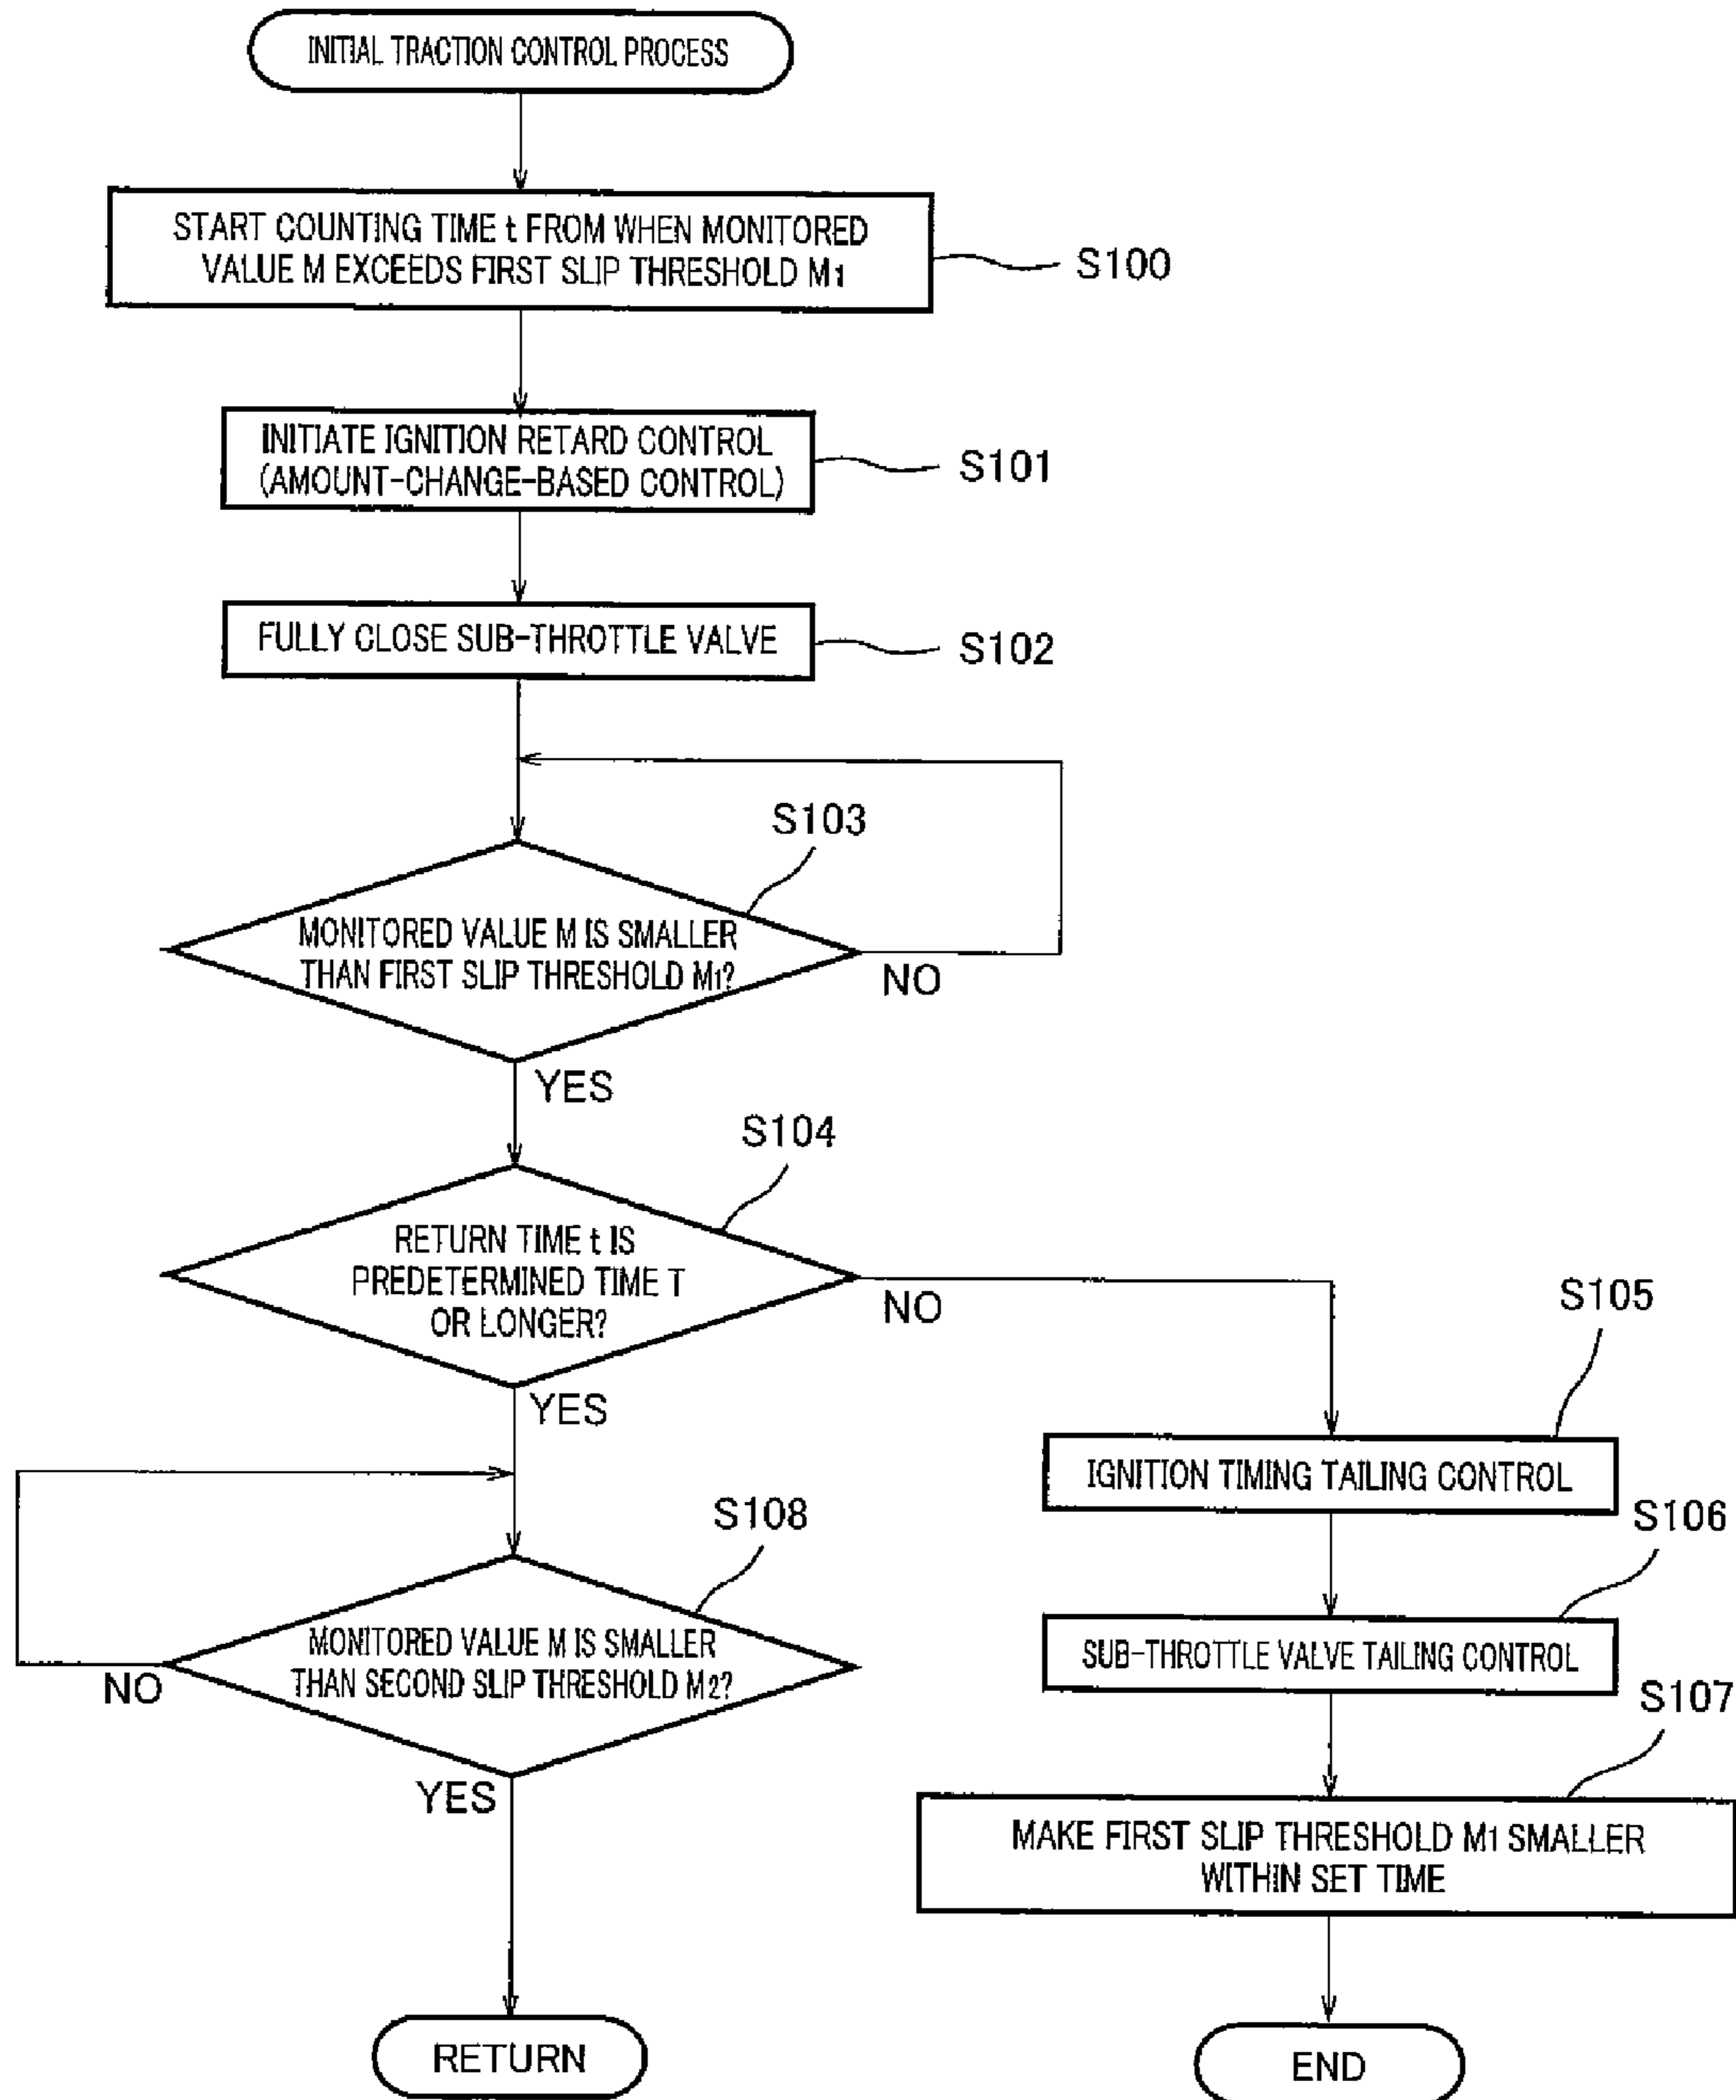 INITIAL TRACTION CONTROL PROCESS
START COUNTING TIME t FROM WHEN MONITORED
VALUE M EXCEEDS FIRST SLIP THRESHOLD M1
S100
INITIATE IGNITION RETARD CONTROL
(AMOUNT-CHANGE-BASED CONTROL)
S101
FULLY CLOSE SUB-THROTTLE VALVE
S102
S103
MONITORED VALUE M IS SMALLER
THAN FIRST SLIP THRESHOLD M1?
NO
YES
S104
RETURN TIME t IS
PREDETERMINED TIME T
OR LONGER?
NO
YES
S105
IGNITION TIMING TAILING CONTROL
S106
SUB-THROTTLE VALVE TAILING CONTROL
S107
MAKE FIRST SLIP THRESHOLD M1 SMALLER
WITHIN SET TIME
END
S108
MONITORED VALUE M IS SMALLER
THAN SECOND SLIP THRESHOLD M2?
NO
YES
RETURN